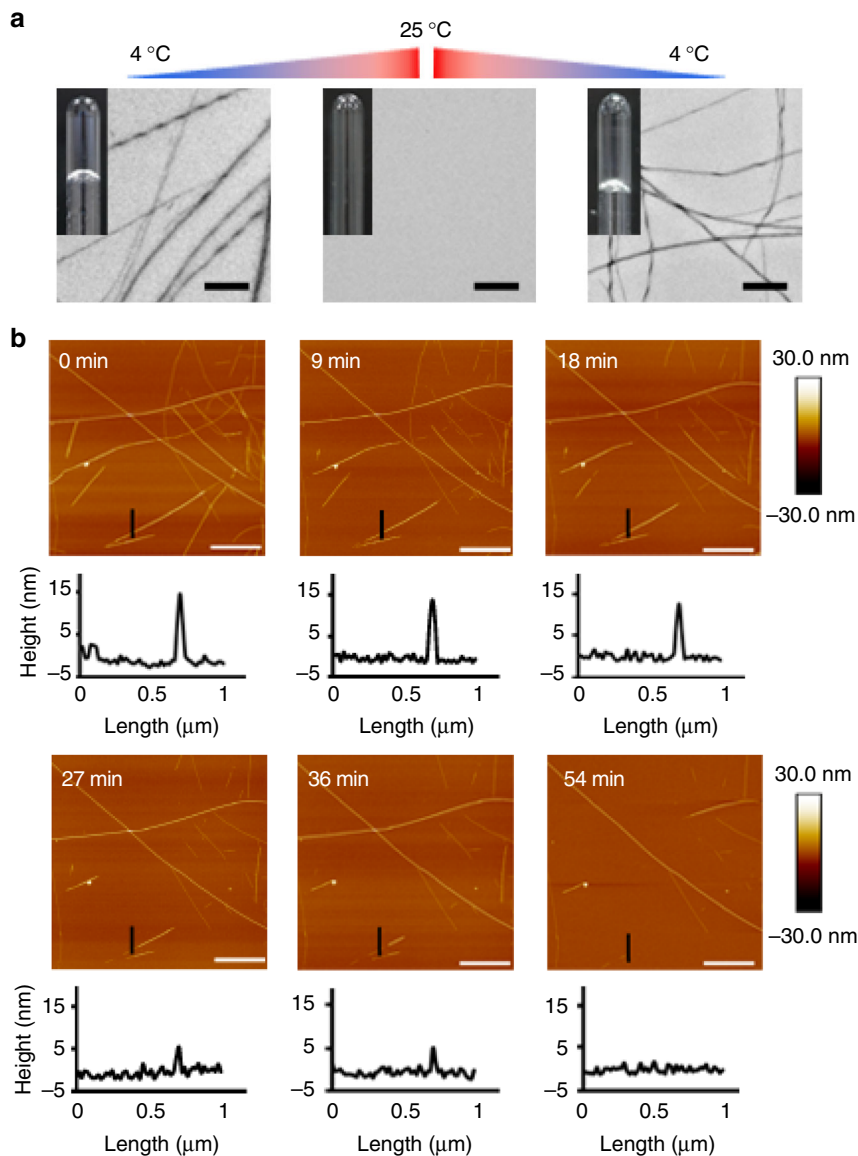 a
25 °C
4 °C
4 °C
b
0 min
9 min
18 min
30.0 nm
–30.0 nm
Height (nm)
15
5
–5
0
0.5
1
Length (μm)
15
5
–5
0
0.5
1
Length (μm)
15
5
–5
0
0.5
1
Length (μm)
27 min
36 min
54 min
30.0 nm
–30.0 nm
Height (nm)
15
5
–5
0
0.5
1
Length (μm)
15
5
–5
0
0.5
1
Length (μm)
15
5
–5
0
0.5
1
Length (μm)